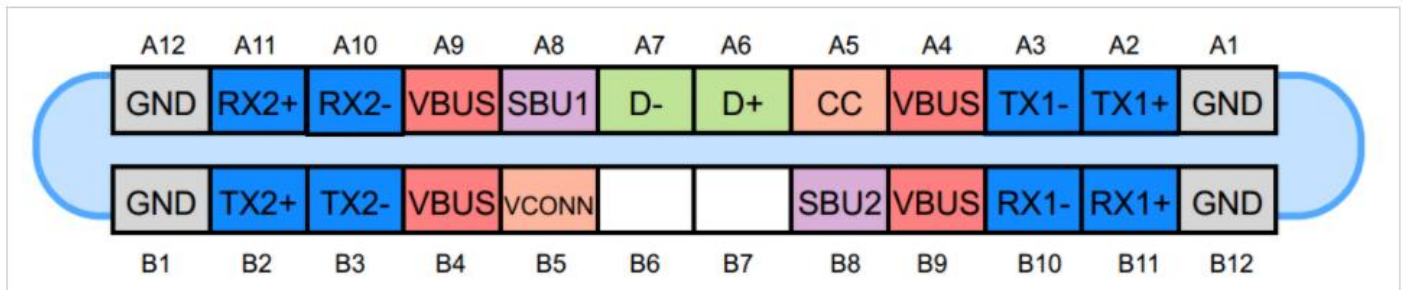 A12 A11 A10 A9 A8 A7 A6 A5 A4 A3 A2 A1
GND RX2+ RX2- VBUS SBU1 D- D+ CC VBUS TX1- TX1+ GND
GND TX2+ TX2- VBUS VCONN SBU2 VBUS RX1- RX1+ GND
B1 B2 B3 B4 B5 B6 B7 B8 B9 B10 B11 B12